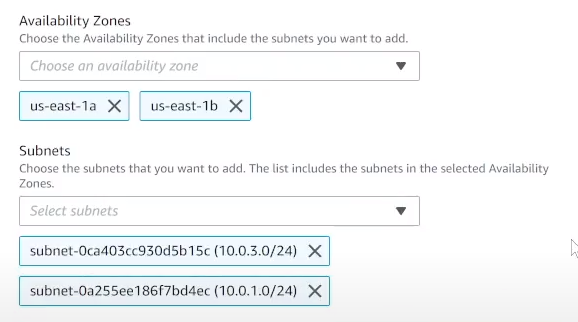 Availability Zones
Choose the Availability Zones that include the subnets you want to add.
Choose an availability zone
us-east-1a us-east-1b
Subnets
Choose the subnets that you want to add. The list includes the subnets in the selected Availability
Zones.
Select subnets
subnet-0ca403cc930d5b15c (10.0.3.0/24)
subnet-0a255ee186f7bd4ec (10.0.1.0/24)